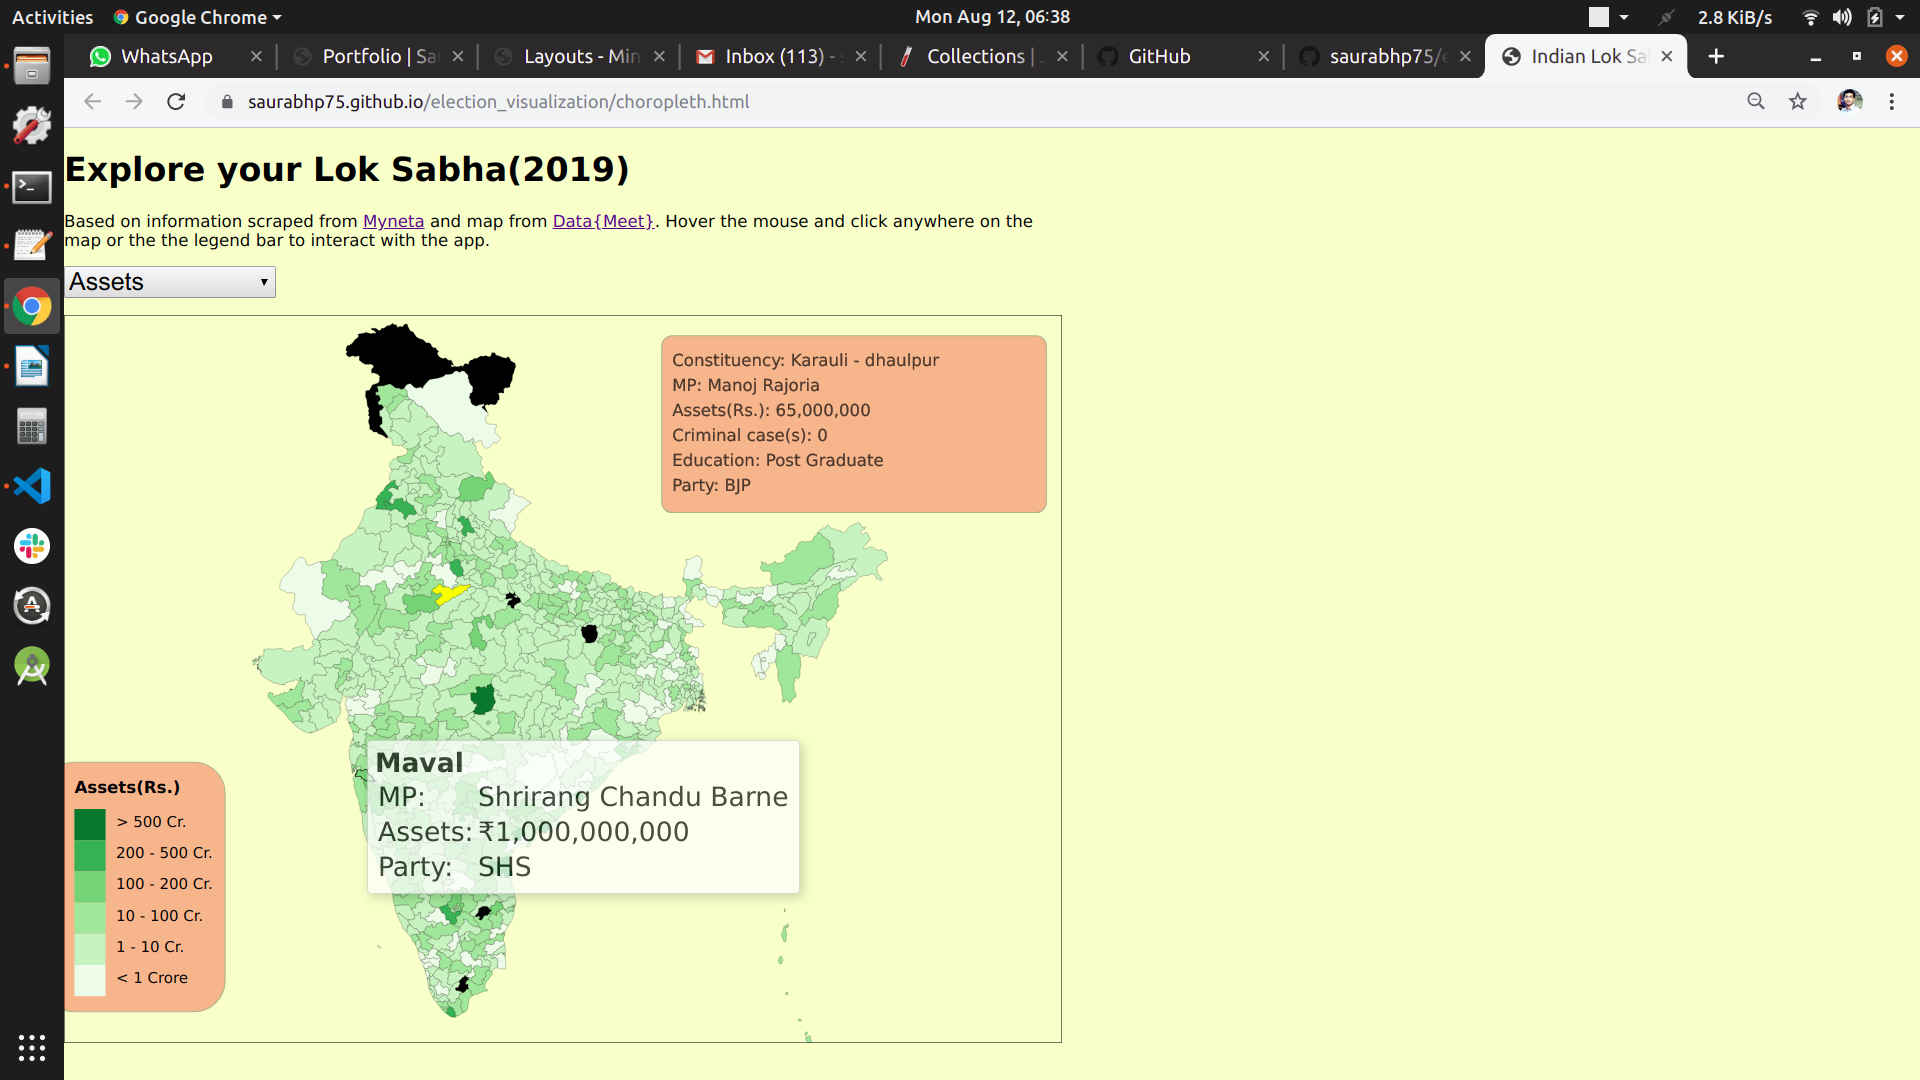 Activities
Google Chrome
Mon Aug 12, 06:38
2.8 KiB/s
WhatsApp
Portfolio | Sa
Layouts - Min
Inbox (113) -
Collections |
GitHub
saurabhp75/e
Indian Lok Sa
saurabhp75.github.io/election_visualization/choropleth.html
Explore your Lok Sabha(2019)
Based on information scraped from Myneta and map from Data{Meet}. Hover the mouse and click anywhere on the
map or the the legend bar to interact with the app.
Assets
Constituency: Karauli - dhaulpur
MP: Manoj Rajoria
Assets(Rs.): 65,000,000
Criminal case(s): 0
Education: Post Graduate
Party: BJP
Maval
MP: Shrirang Chandu Barne
Assets: ₹1,000,000,000
Party: SHS
Assets(Rs.)
> 500 Cr.
200 - 500 Cr.
100 - 200 Cr.
10 - 100 Cr.
1 - 10 Cr.
< 1 Crore